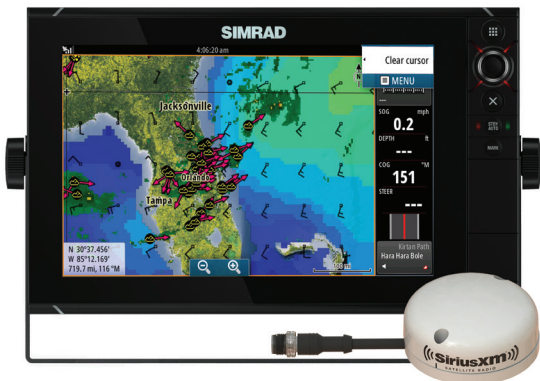 SIMRAD
4:06:20 am
Clear cursor
MENU
N
Jacksonville
Orlando
Tampa
---
SOG mph
0.2
DEPTH ft
---
COG °M
151
STEER
---
Kirtan Path
Hara Hara Bole
N 30°37.456'
W 85°12.169'
719.7 mi, 116 °M
STBY
AUTO
MARK
((SiriusXM))
SATELLITE RADIO